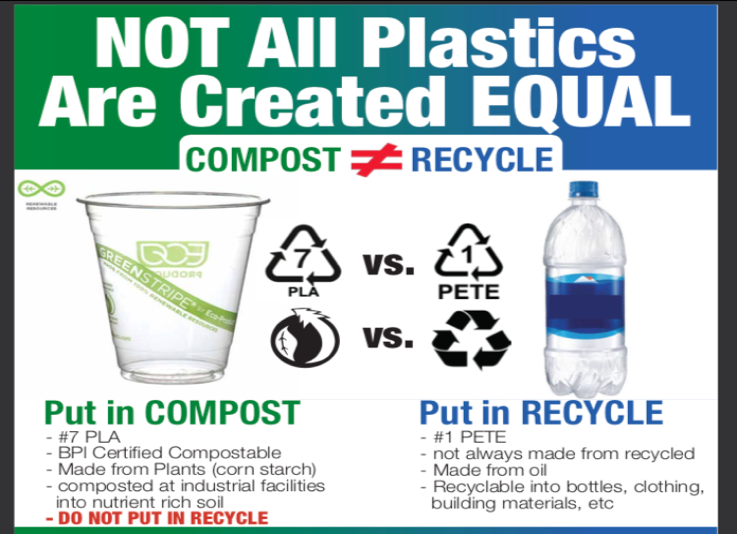 NOT All Plastics
Are Created EQUAL
COMPOST ≠ RECYCLE
RENEWABLE
RESOURCES
ECO
PRODUC
GREENSTRIPE
7
PLA
vs.
1
PETE
vs.
Put in COMPOST
- #7 PLA
- BPI Certified Compostable
- Made from Plants (corn starch)
- composted at industrial facilities
into nutrient rich soil
- DO NOT PUT IN RECYCLE
Put in RECYCLE
- #1 PETE
- not always made from recycled
- Made from oil
- Recyclable into bottles, clothing,
building materials, etc